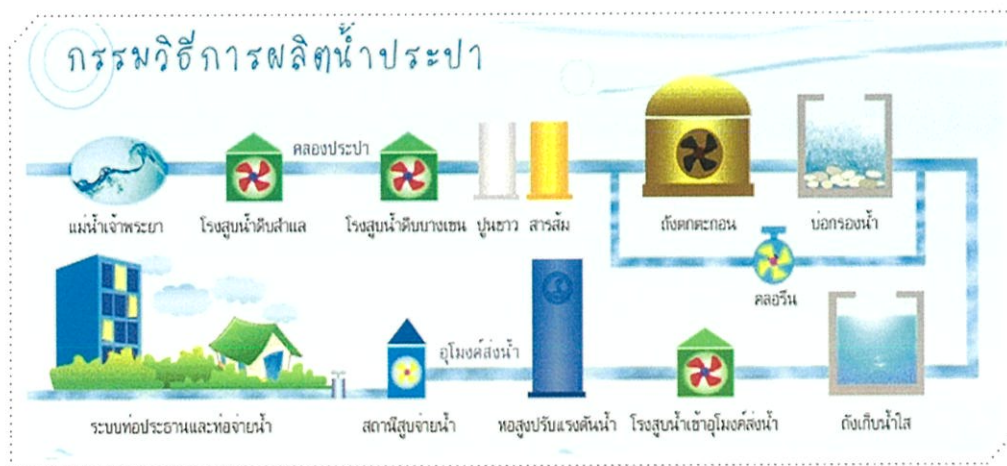 กรรมวิธีการผลิตน้ำประปา
คลองประปา
แม่น้ำเจ้าพระยา
โรงสูบน้ำดิบสำแล
โรงสูบน้ำดิบบางเขน
ปูนขาว
สารส้ม
ถังตกตะกอน
บ่อกรองน้ำ
คลอรีน
อุโมงค์ส่งน้ำ
ระบบท่อประธานและท่อจ่ายน้ำ
สถานีสูบจ่ายน้ำ
หอสูงปรับแรงดันน้ำ
โรงสูบน้ำเข้าอุโมงค์ส่งน้ำ
ถังเก็บน้ำใส